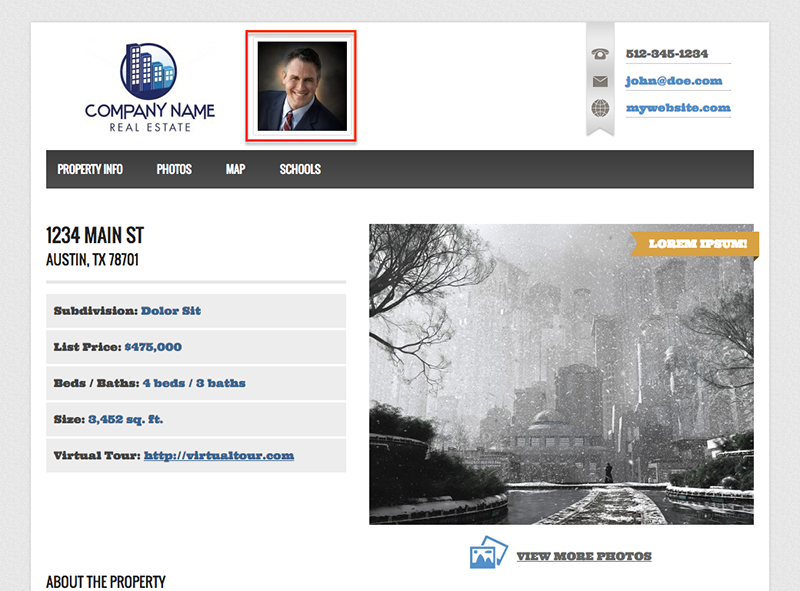 COMPANY NAME
REAL ESTATE
512-345-1234
john@doe.com
mywebsite.com
PROPERTY INFO PHOTOS MAP SCHOOLS
1234 MAIN ST
AUSTIN, TX 78701
Subdivision: Dolor Sit
List Price: $475,000
Beds / Baths: 4 beds / 3 baths
Size: 3,452 sq. ft.
Virtual Tour: http://virtualtour.com
LOREM IPSUM!
VIEW MORE PHOTOS
ABOUT THE PROPERTY